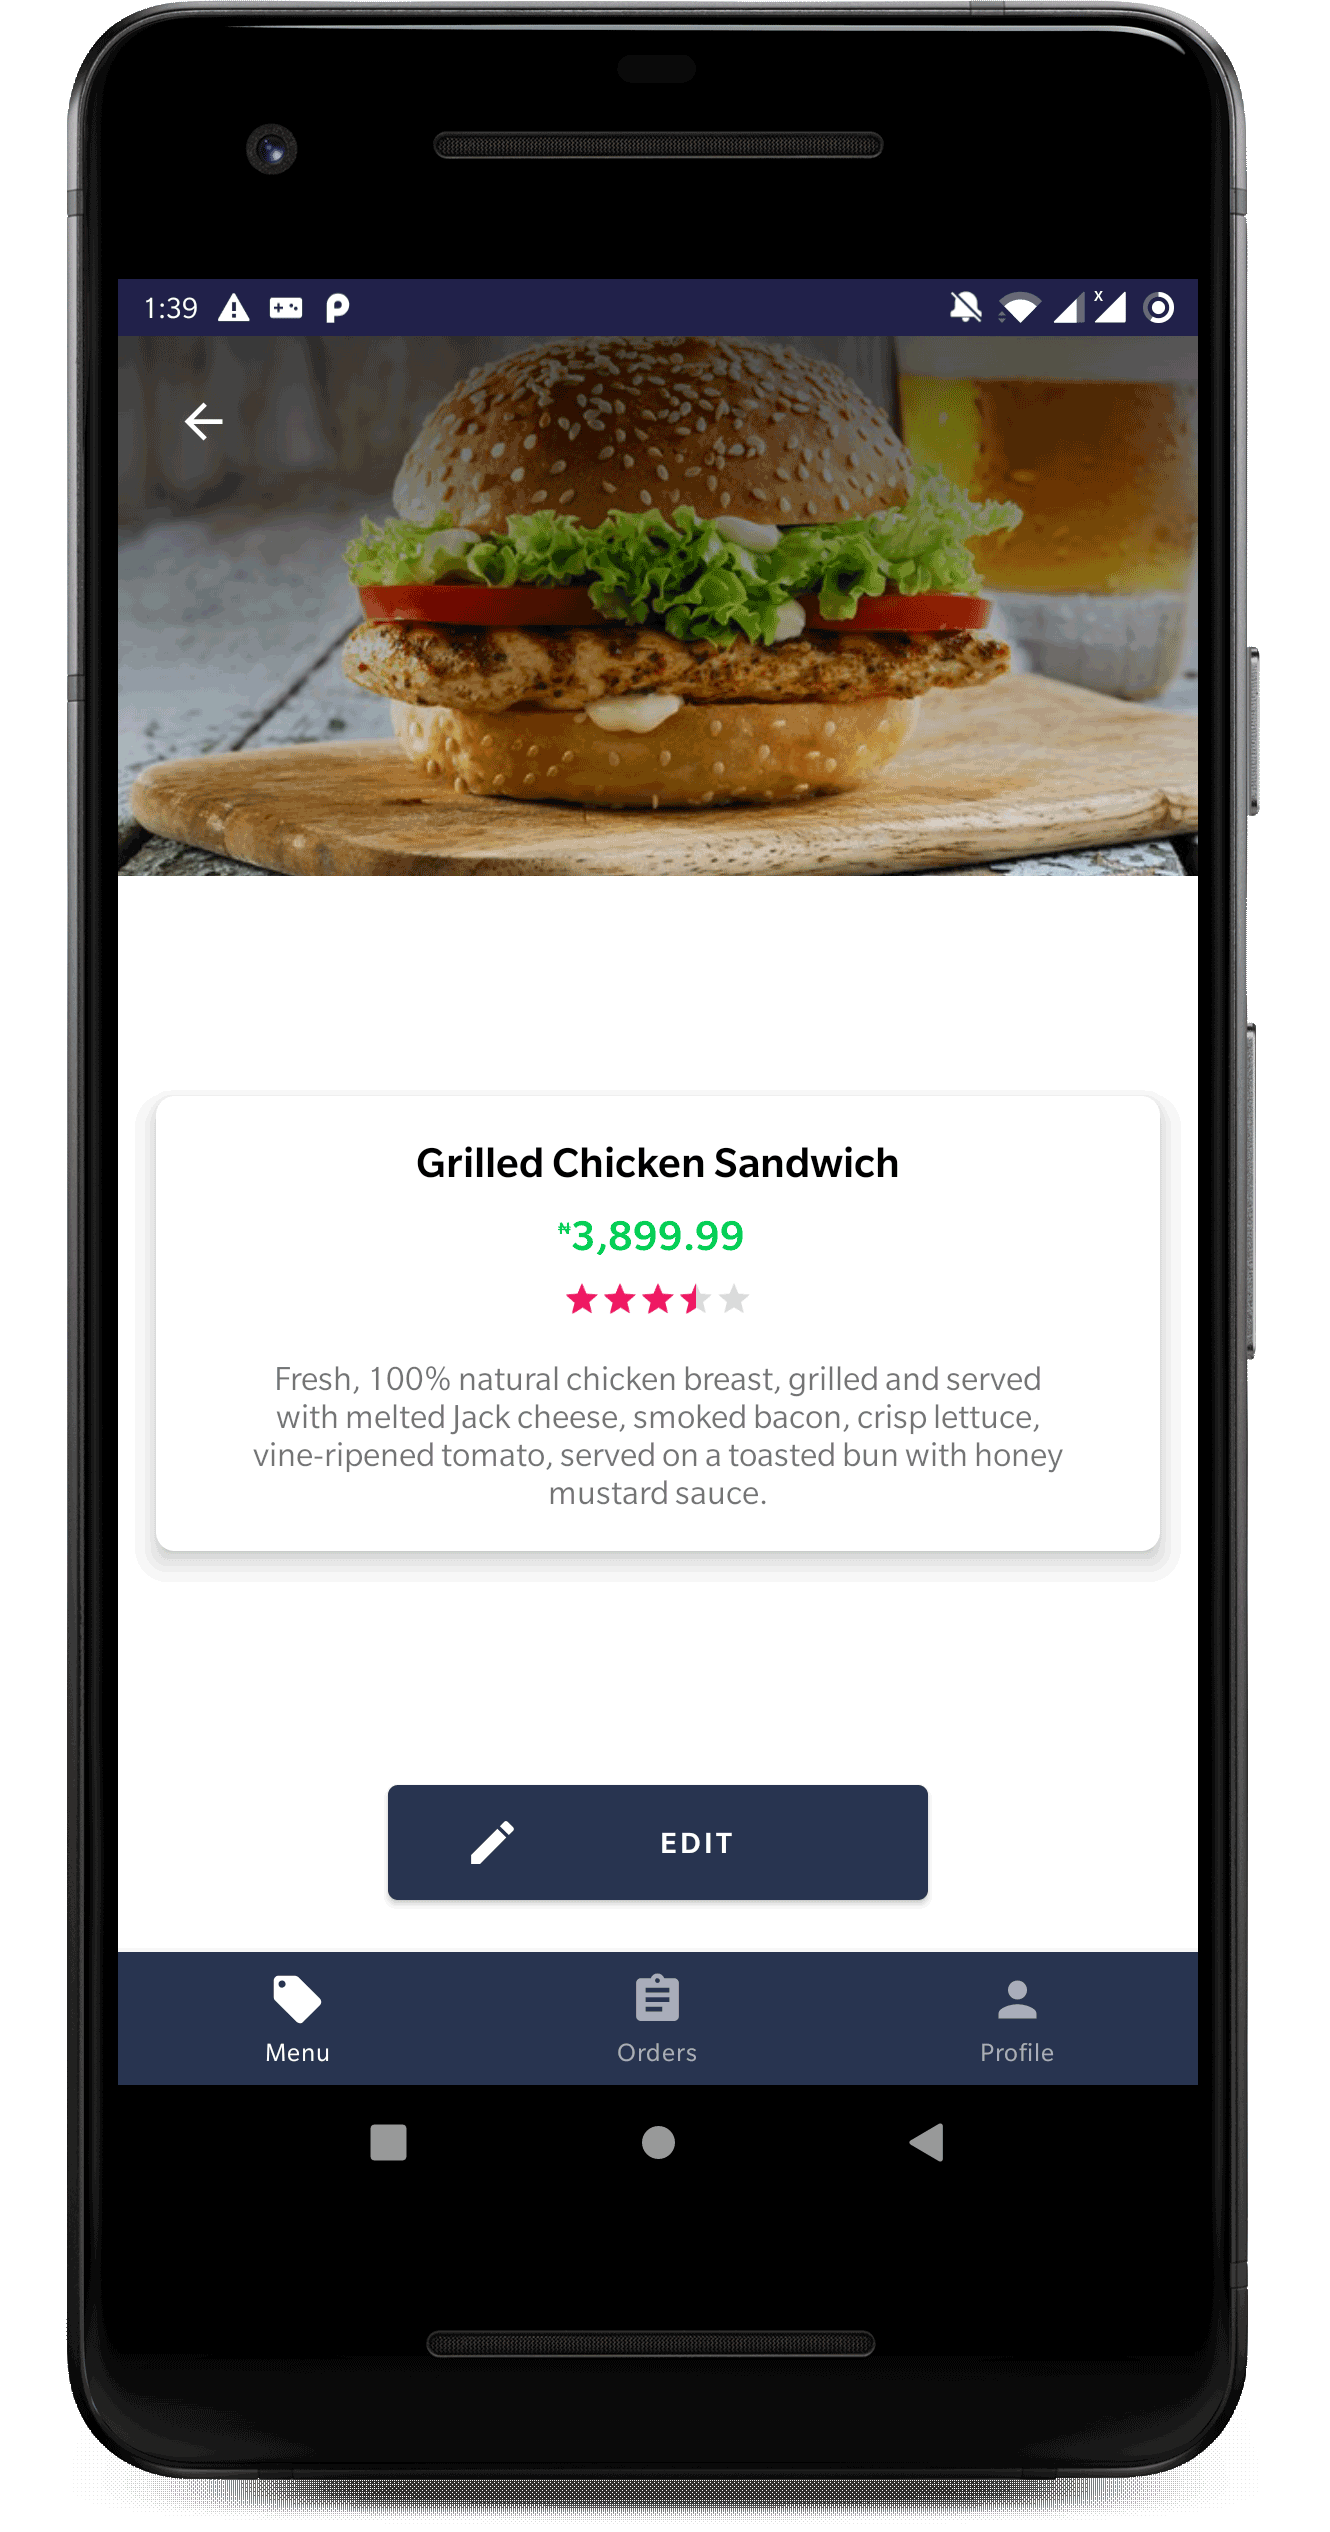 1:39
x
Grilled Chicken Sandwich
₦3,899.99
Fresh, 100% natural chicken breast, grilled and served
with melted Jack cheese, smoked bacon, crisp lettuce,
vine-ripened tomato, served on a toasted bun with honey
mustard sauce.
EDIT
Menu
Orders
Profile